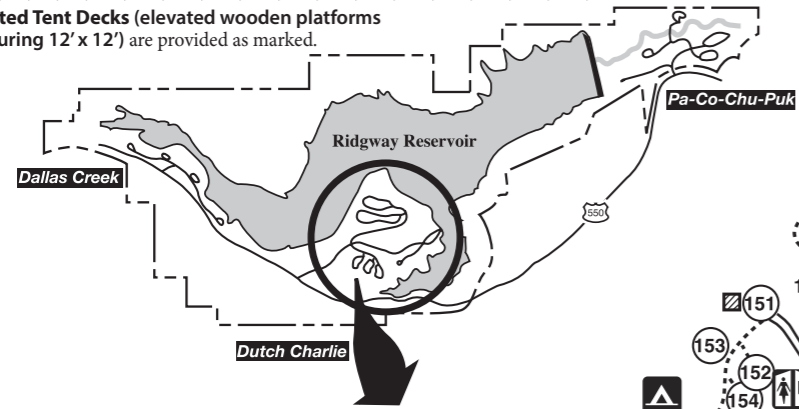 ted Tent Decks (elevated wooden platforms
uring 12’ x 12’) are provided as marked.
Pa-Co-Chu-Puk
Ridgway Reservoir
Dallas Creek
550
151
153
152
154
Dutch Charlie